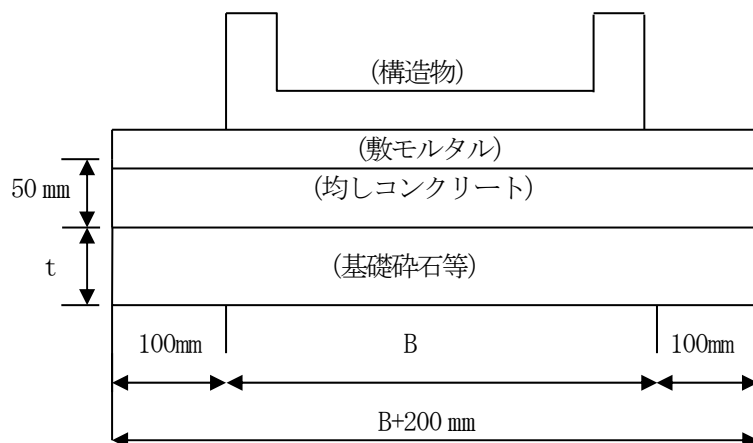 (構造物)
(敷モルタル)
50 mm
(均しコンクリート)
t
(基礎砕石等)
100mm
B
100mm
B+200 mm